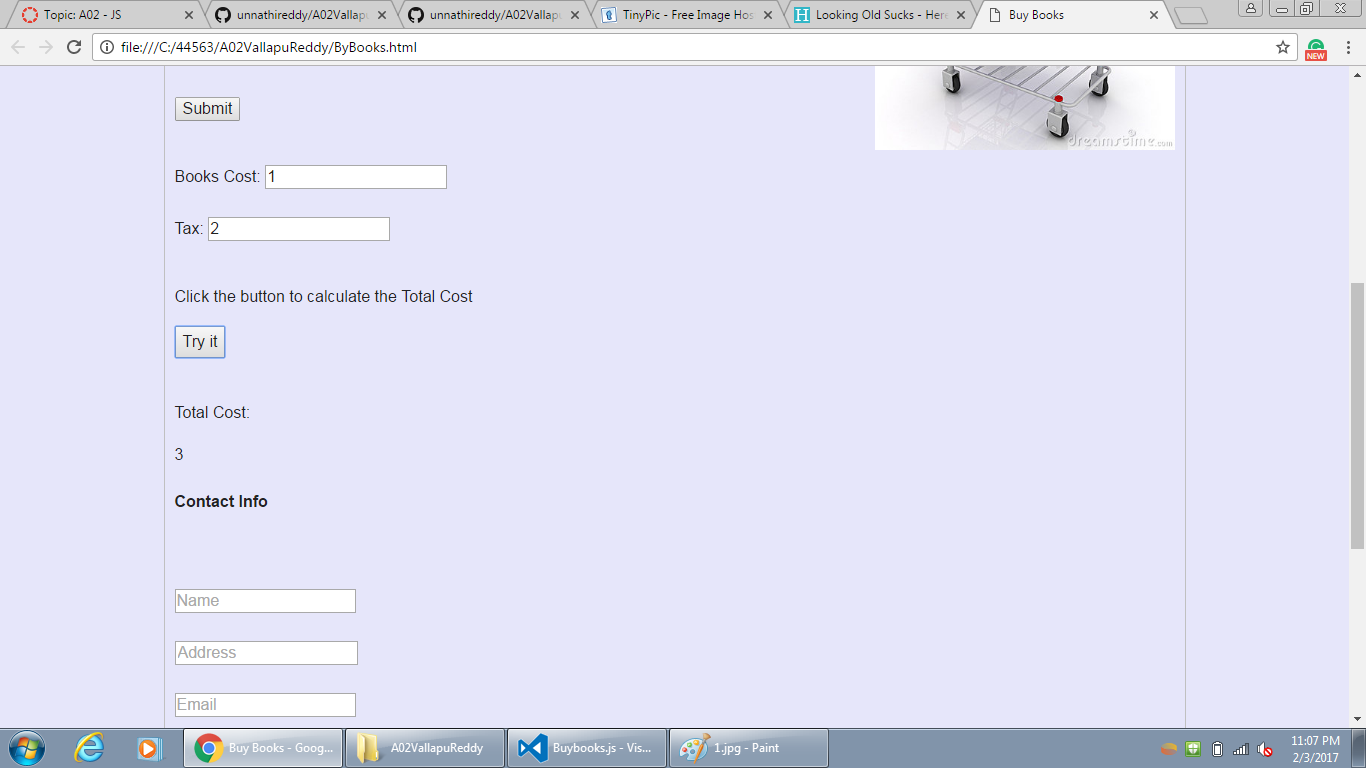 Topic: A02 - JS
unnathireddy/A02Vallapu
unnathireddy/A02Vallapu
TinyPic - Free Image Hos
Looking Old Sucks - Here
Buy Books
file:///C:/44563/A02VallapuReddy/ByBooks.html
NEW
dreamstime.com
Submit
Books Cost: 1
Tax: 2
Click the button to calculate the Total Cost
Try it
Total Cost:
3
Contact Info
Name
Address
Email
Buy Books - Goog...
A02VallapuReddy
Buybooks.js - Vis...
1.jpg - Paint
11:07 PM
2/3/2017